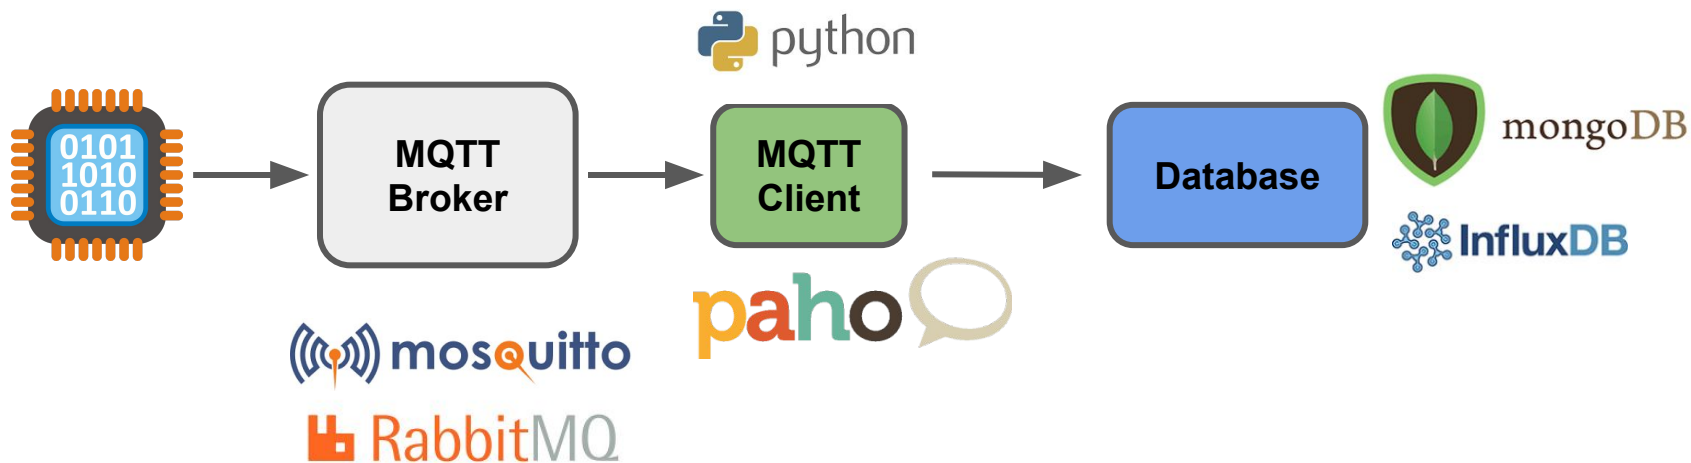 python
0101
1010
0110
MQTT
Broker
MQTT
Client
Database
mongoDB
InfluxDB
paho
mosquitto
RabbitMQ